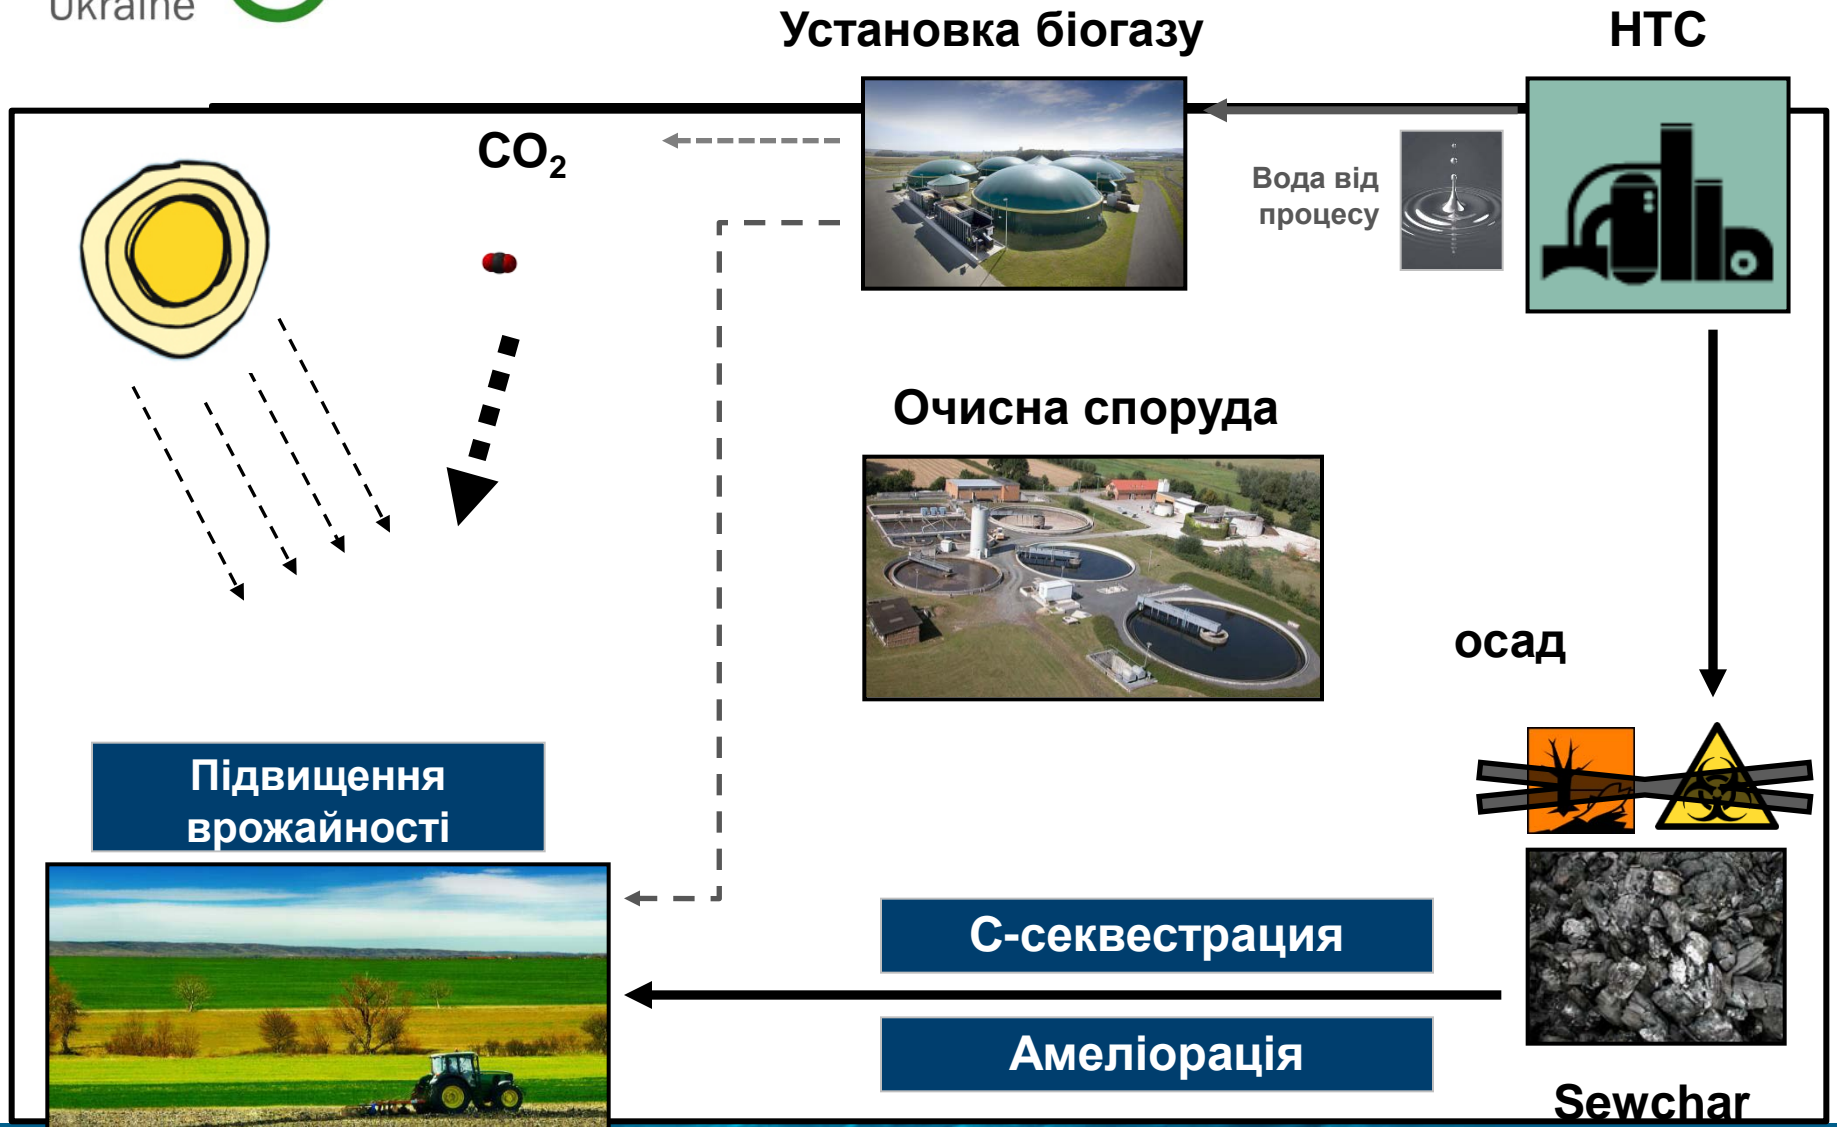 Ukraine
Установка біогазу
HTC
CO₂
Вода від
процесу
Очисна споруда
осад
Підвищення
врожайності
С-секвестрация
Амеліорація
Sewchar